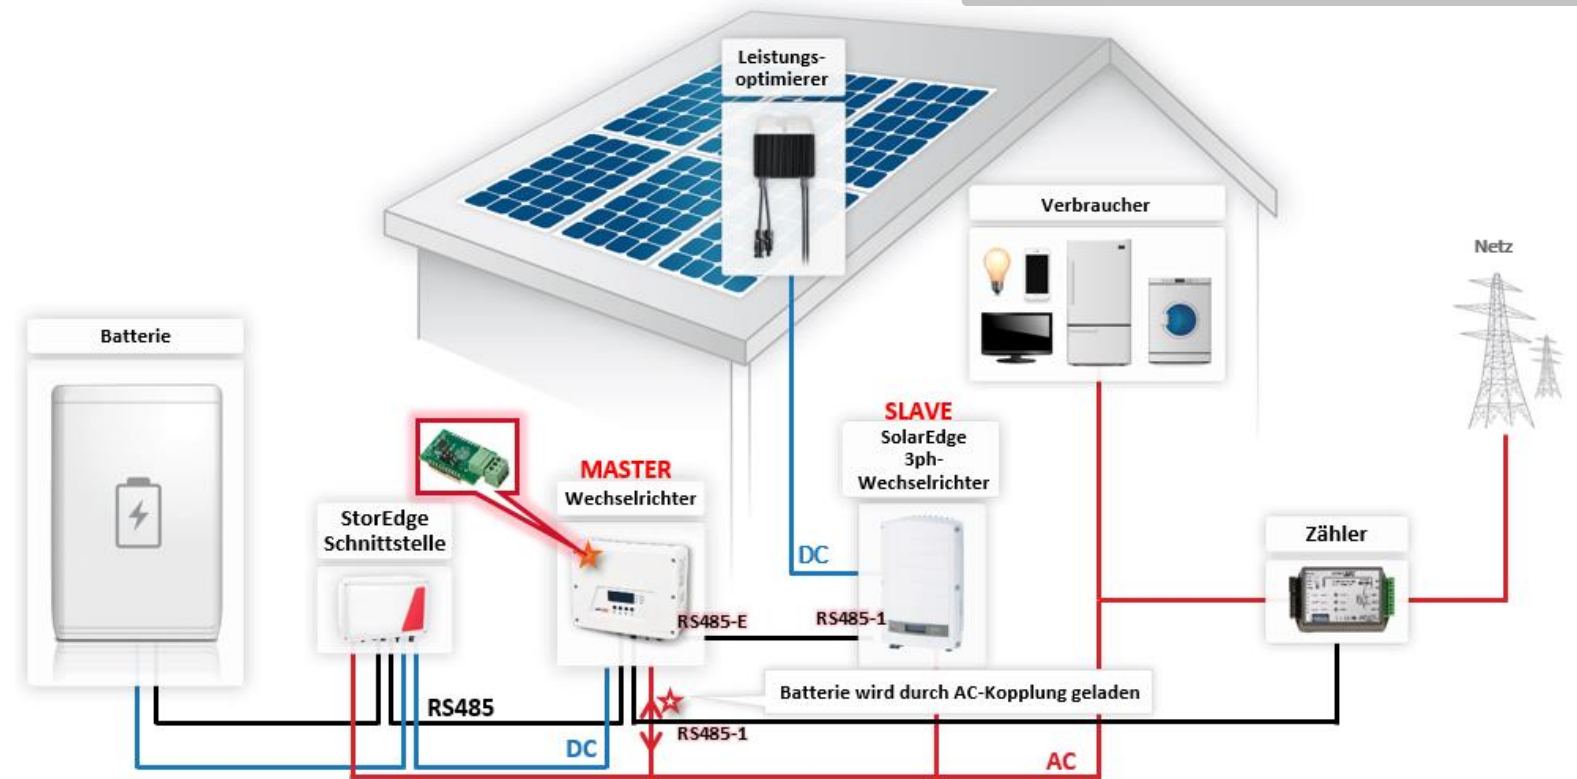 Leistungs-
optimierer
Verbraucher
Netz
Batterie
SLAVE
SolarEdge
3ph-
Wechselrichter
MASTER
Wechselrichter
StorEdge
Schnittstelle
Zähler
DC
RS485-E
RS485-1
Batterie wird durch AC-Kopplung geladen
RS485
RS485-1
DC
AC